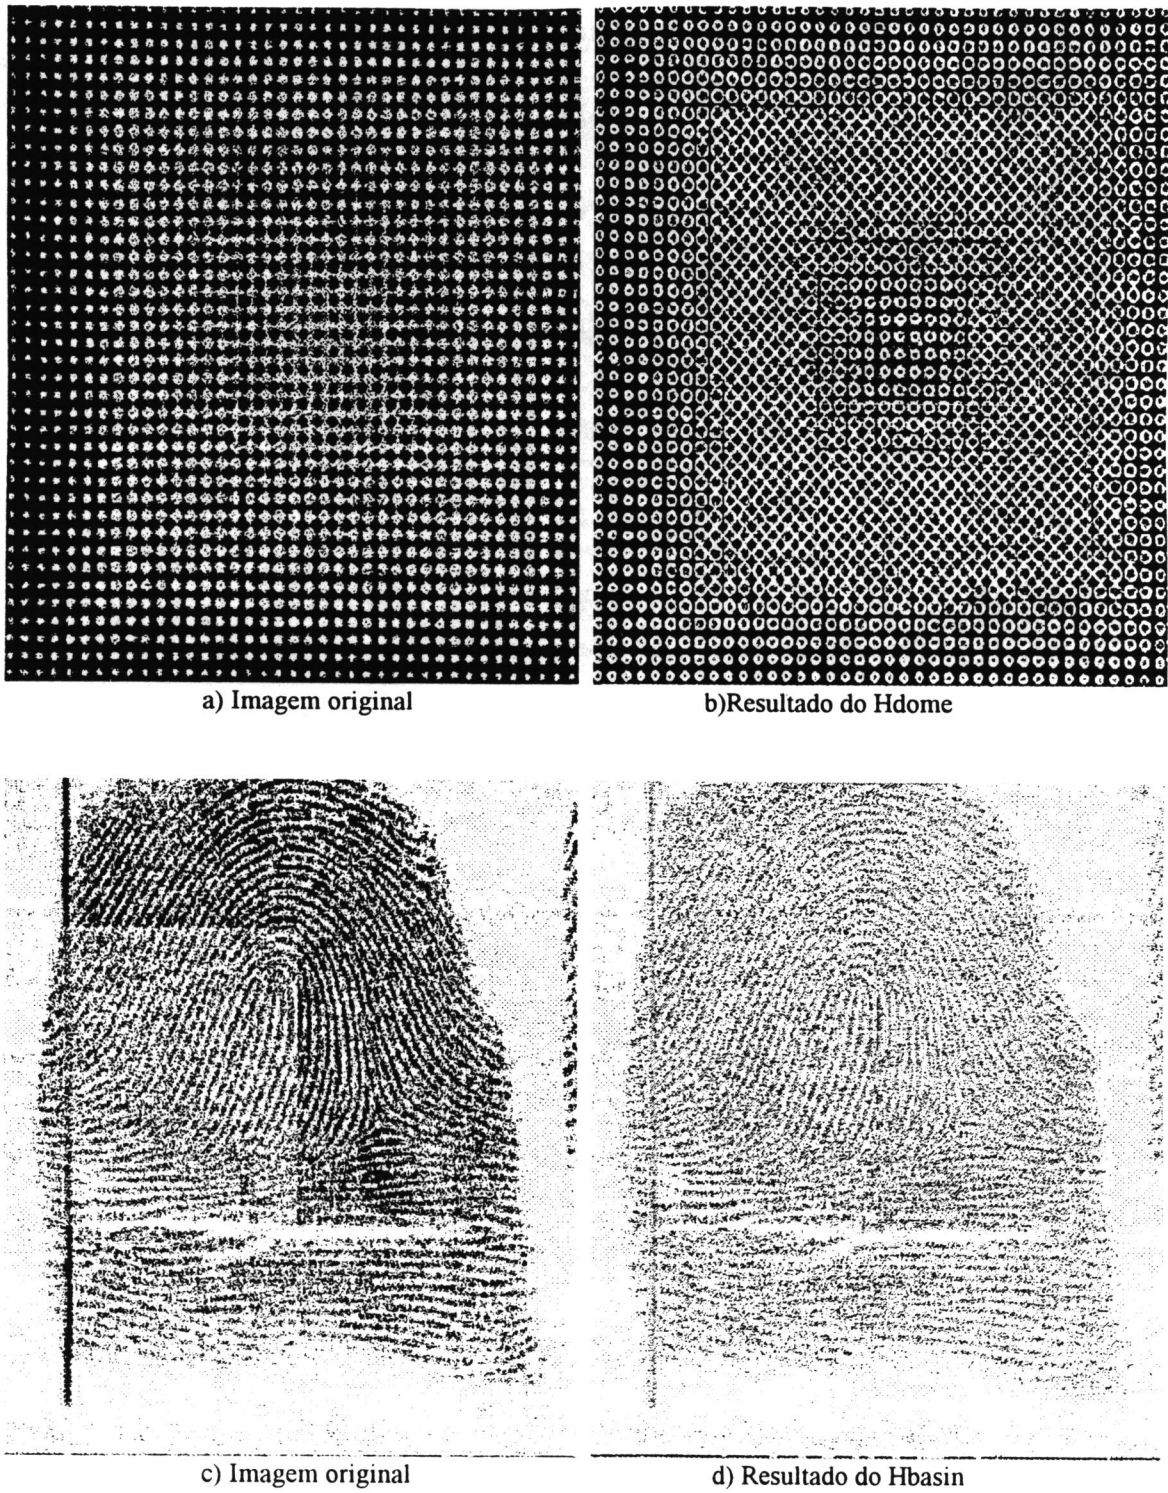 a) Imagem original
b)Resultado do Hdome
c) Imagem original
d) Resultado do Hbasin